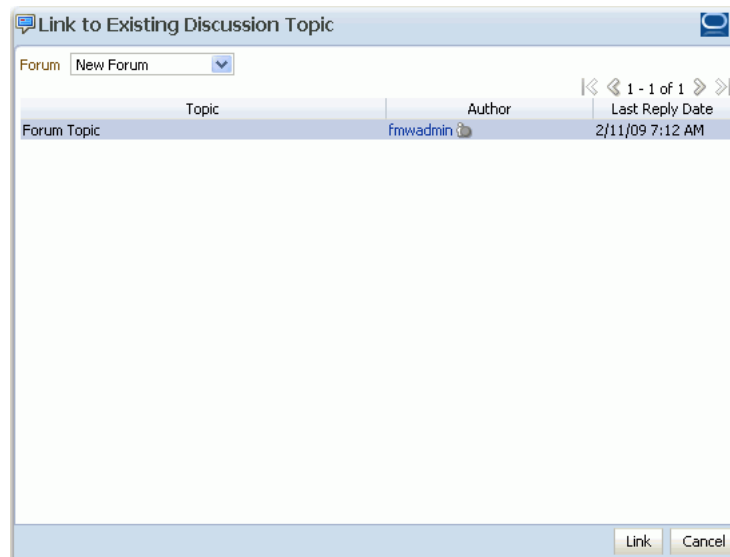 Link to Existing Discussion Topic
Forum New Forum
1 - 1 of 1
Topic Author Last Reply Date
Forum Topic fmwadmin 2/11/09 7:12 AM
Link Cancel